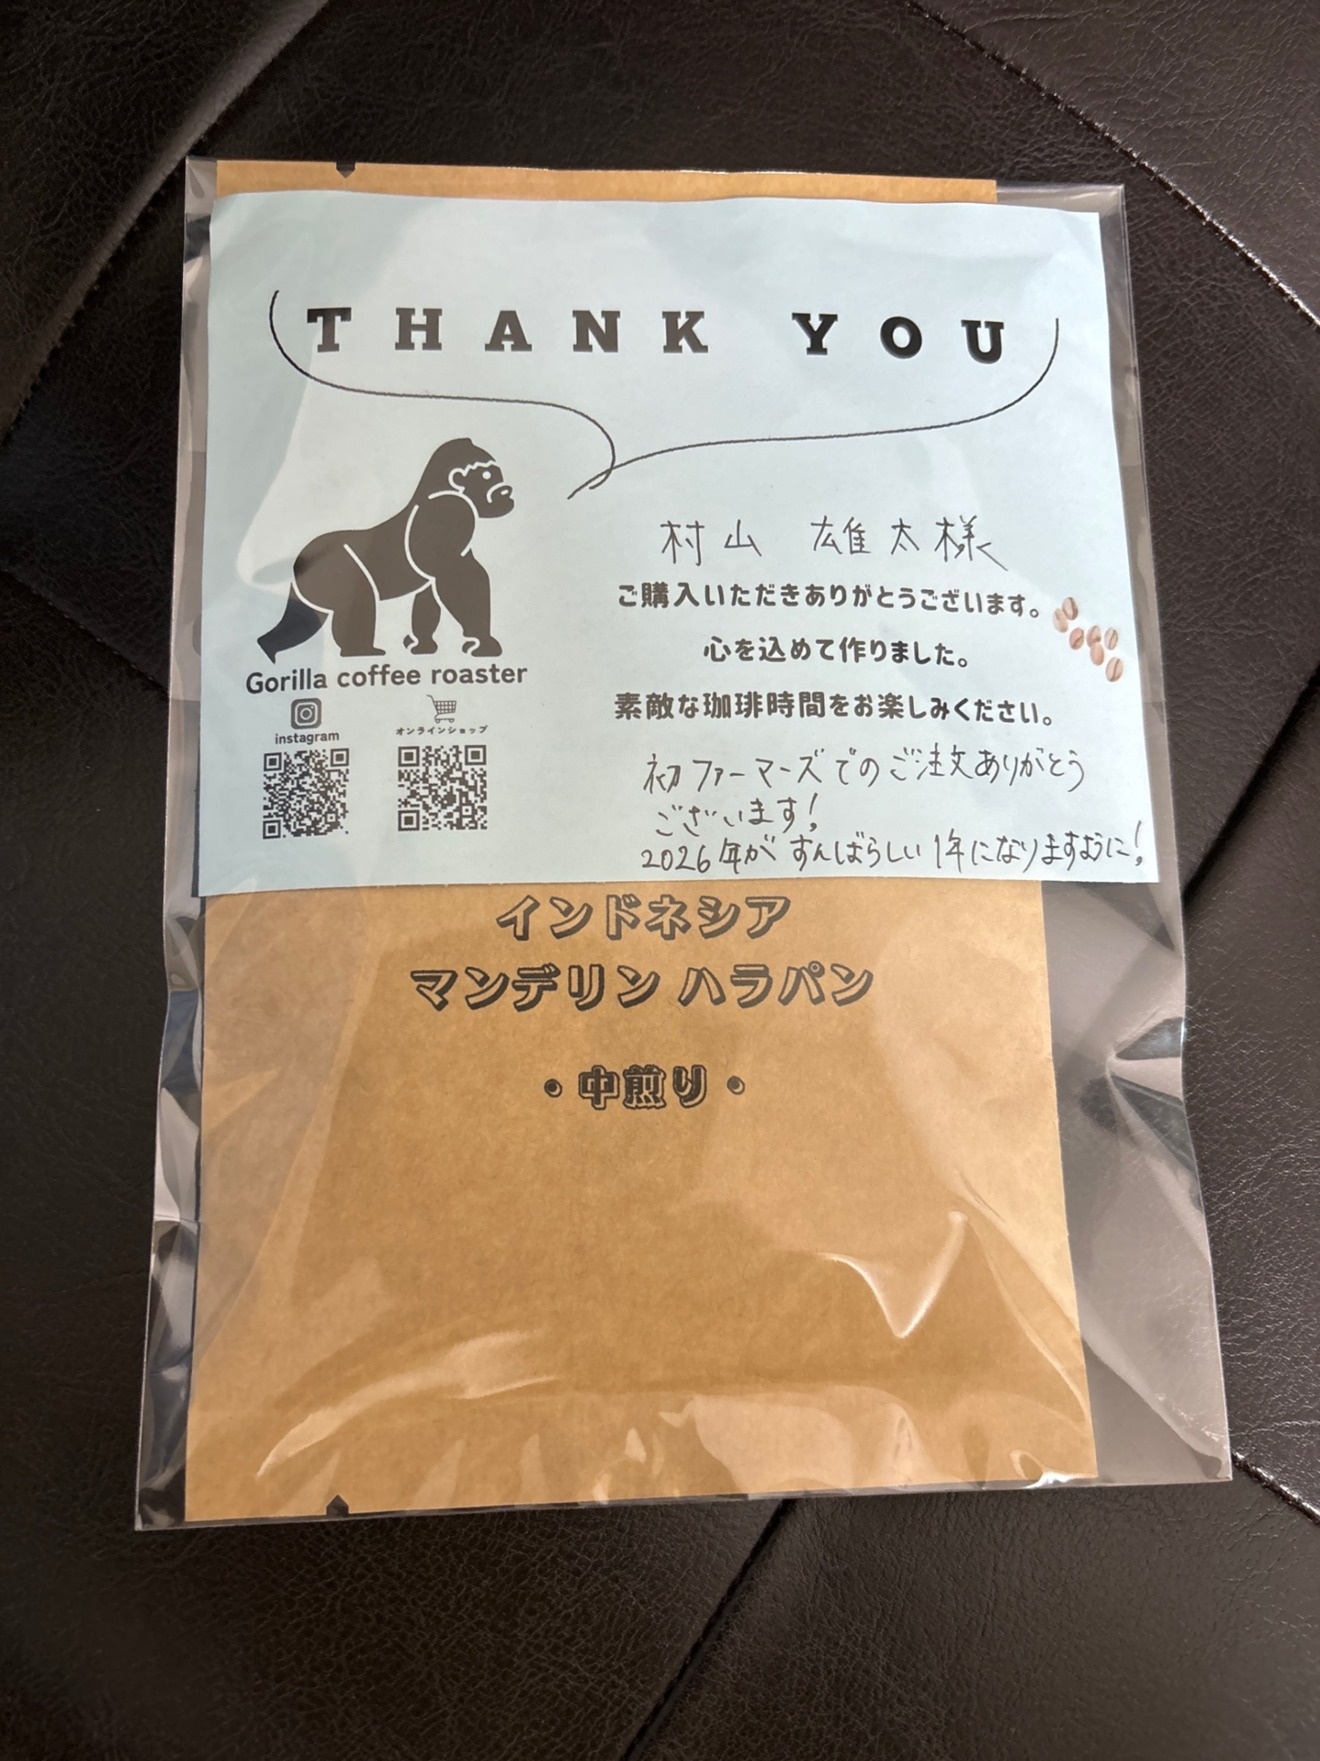 THANK YOU
村山 雄太様
ご購入いただきありがとうございます。
心を込めて作りました。
素敵な珈琲時間をお楽しみください。
Gorilla coffee roaster
instagram
オンラインショップ
初ファーマーズでのご注文ありがとう
ございます!
2026年がすんばらしい1年になりますように!
インドネシア
マンデリン ハラパン
・中煎り・